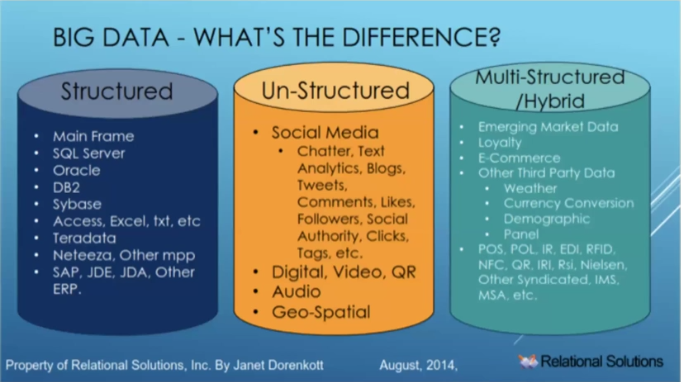 BIG DATA - WHAT'S THE DIFFERENCE?
Structured
• Main Frame
• SQL Server
• Oracle
• DB2
• Sybase
• Access, Excel, txt, etc
• Teradata
• Neteeza, Other mpp
• SAP, JDE, JDA, Other
ERP.
Un-Structured
• Social Media
• Chatter, Text
Analytics, Blogs,
Tweets,
Comments, Likes,
Followers, Social
Authority, Clicks,
Tags, etc.
• Digital, Video, QR
• Audio
• Geo-Spatial
Multi-Structured
/Hybrid
• Emerging Market Data
• Loyalty
• E-Commerce
• Other Third Party Data
• Weather
• Currency Conversion
• Demographic
• Panel
• POS, POL, IR, EDI, RFID,
NFC, QR, IRI, Rsi, Nielsen,
Other Syndicated, IMS,
MSA, etc.
Property of Relational Solutions, Inc. By Janet Dorenkott
August, 2014,
Relational Solutions